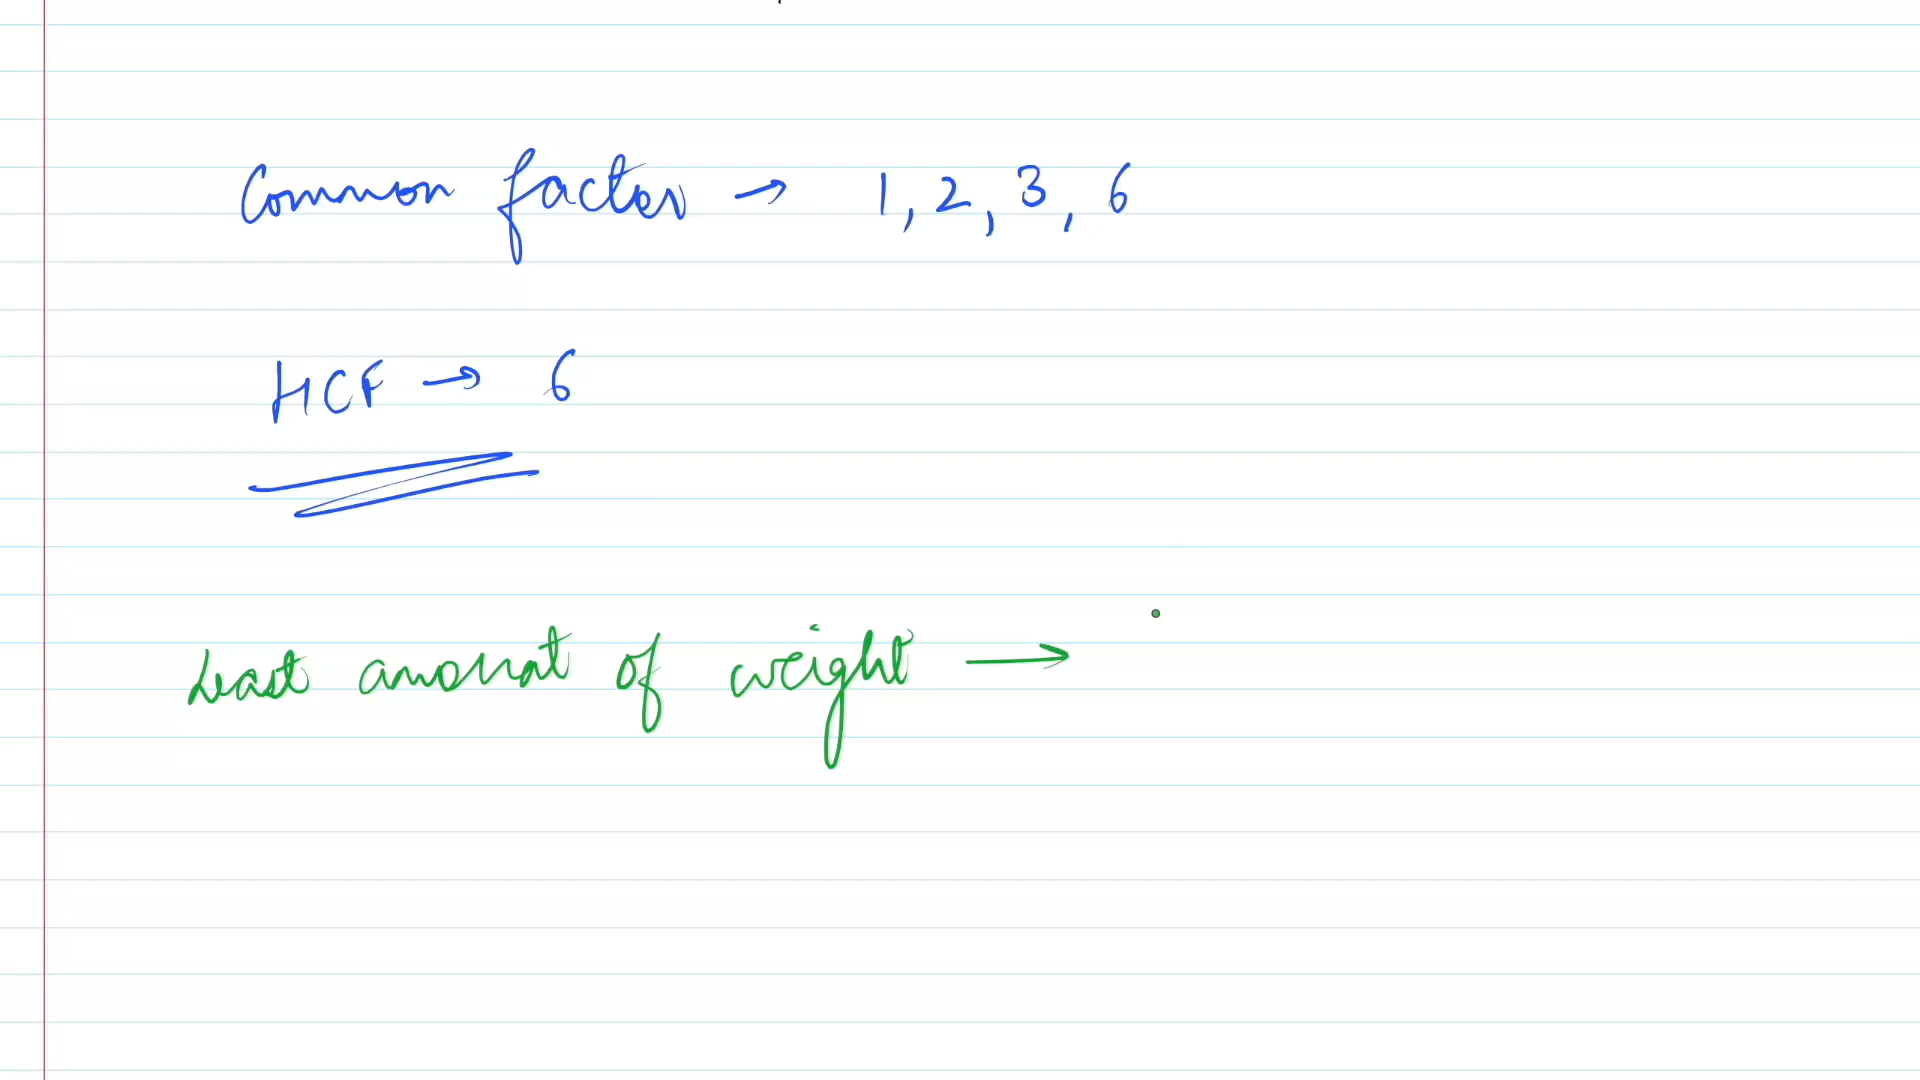 Common factor → 1, 2, 3, 6
HCF → 6
Least amount of weight →